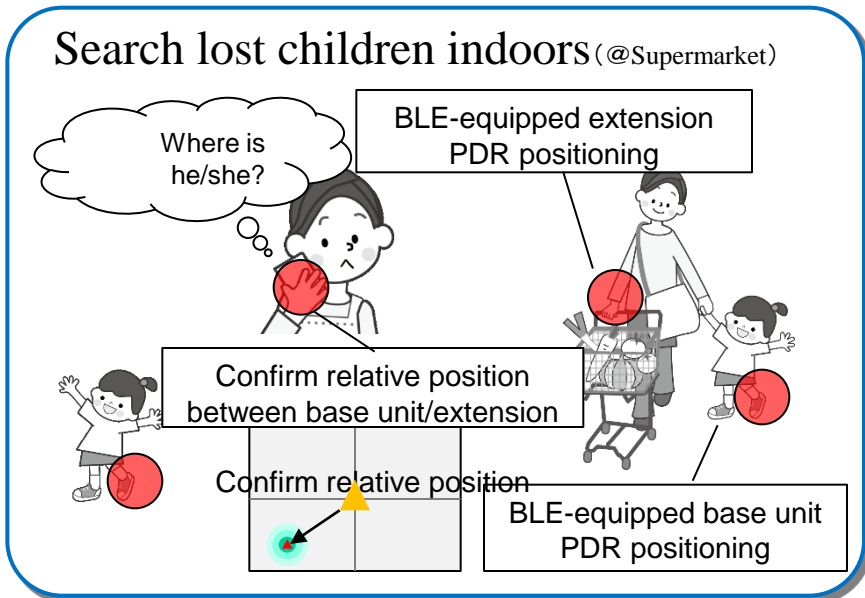 Search lost children indoors(@Supermarket)
Where is
he/she?
BLE-equipped extension
PDR positioning
Confirm relative position
between base unit/extension
Confirm relative position
BLE-equipped base unit
PDR positioning